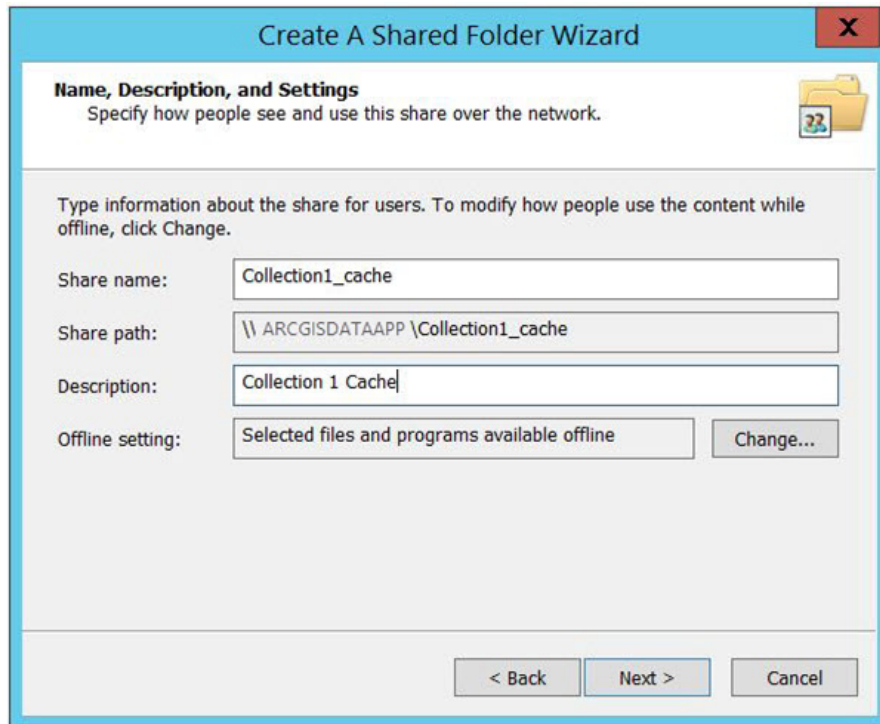 Create A Shared Folder Wizard
X
Name, Description, and Settings
Specify how people see and use this share over the network.
Type information about the share for users. To modify how people use the content while
offline, click Change.
Share name: Collection1_cache
Share path: \\ ARCGISDATAAPP \Collection1_cache
Description: Collection 1 Cache
Offline setting: Selected files and programs available offline Change...
< Back Next > Cancel